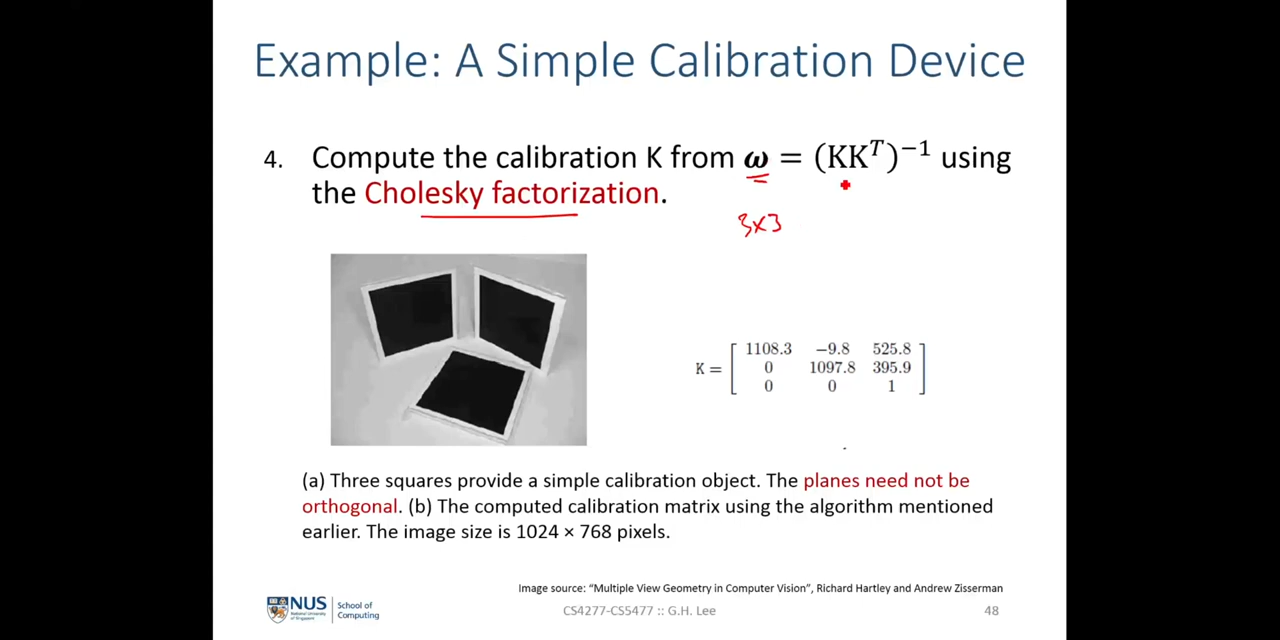 Example: A Simple Calibration Device
4. Compute the calibration K from ω = (KKᵀ)⁻¹ using
the Cholesky factorization.
3x3
K = [ 1108.3 −9.8 525.8
0 1097.8 395.9
0 0 1 ]
(a) Three squares provide a simple calibration object. The planes need not be
orthogonal. (b) The computed calibration matrix using the algorithm mentioned
earlier. The image size is 1024 × 768 pixels.
Image source: “Multiple View Geometry in Computer Vision”, Richard Hartley and Andrew Zisserman
NUS
National University
of Singapore
School of
Computing
CS4277-CS5477 :: G.H. Lee
48